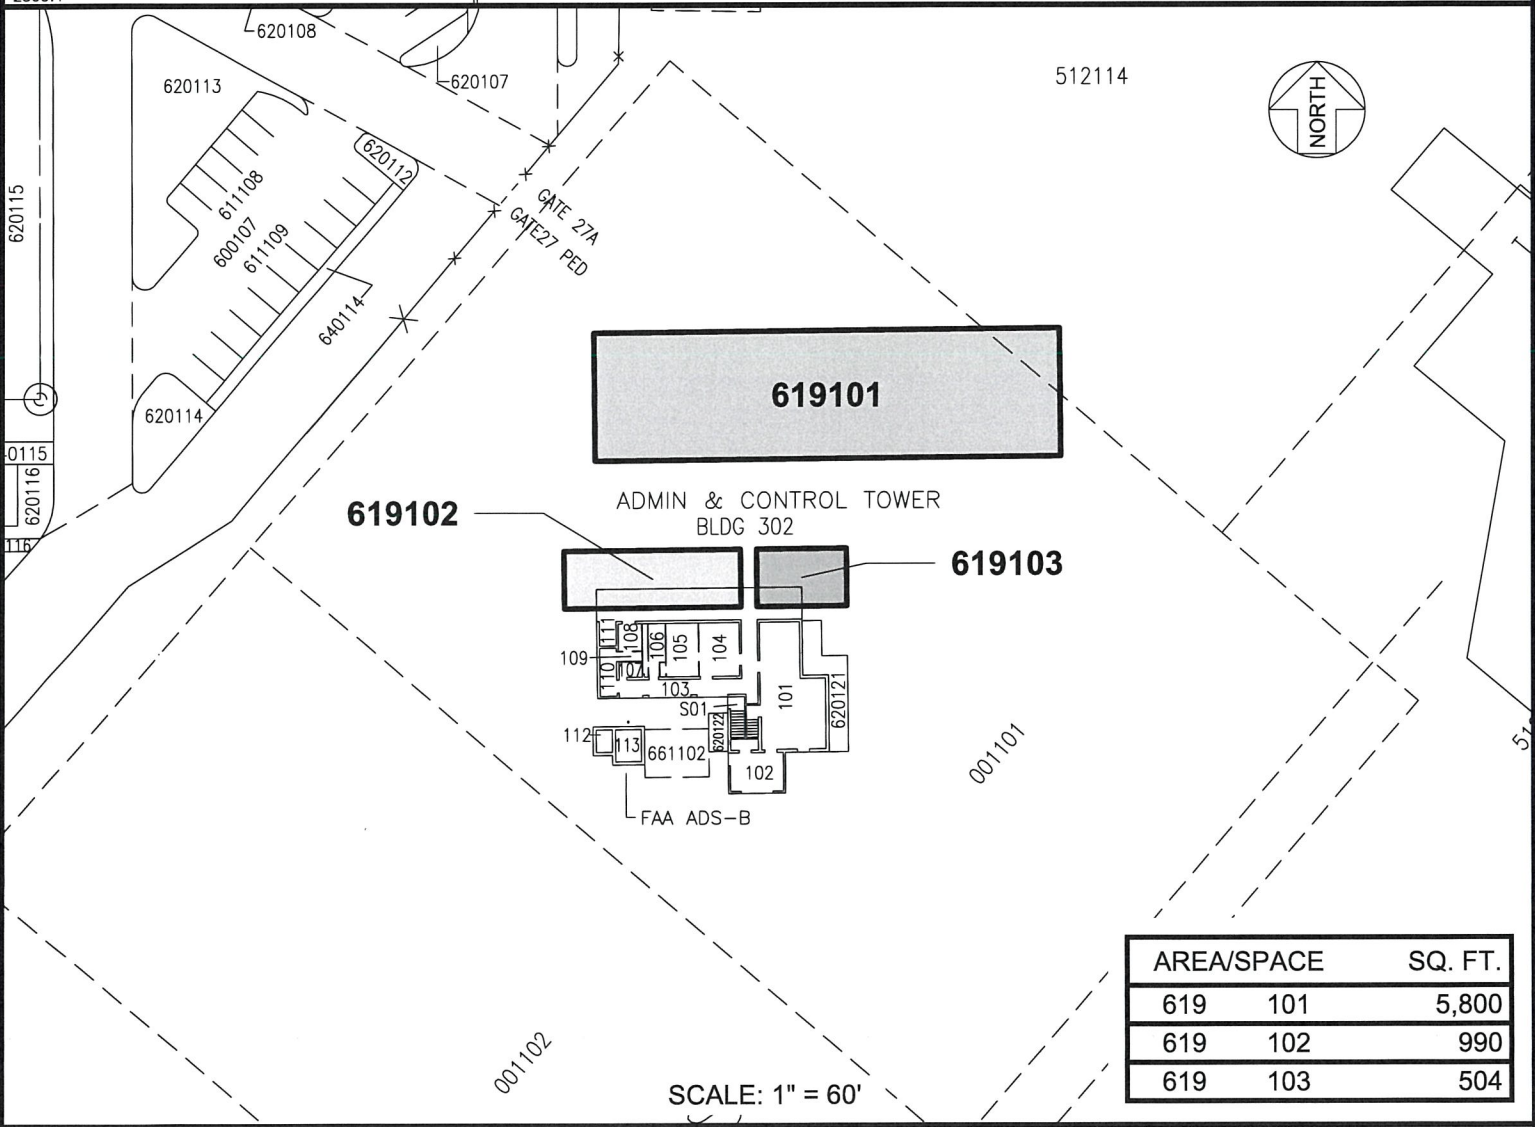 620108
620107
620113
512114
NORTH
620112
620115
611108
600107
611109
GATE 27A
GATE27 PED
640114
619101
620114
0115
620116
116
ADMIN & CONTROL TOWER
BLDG 302
619102
619103
111
108
106
105
104
109
110
107
103
101
S01
620121
112
113
661102
620122
102
001101
FAA ADS-B
001102
SCALE: 1" = 60'
AREA/SPACE SQ. FT.
619 101 5,800
619 102 990
619 103 504